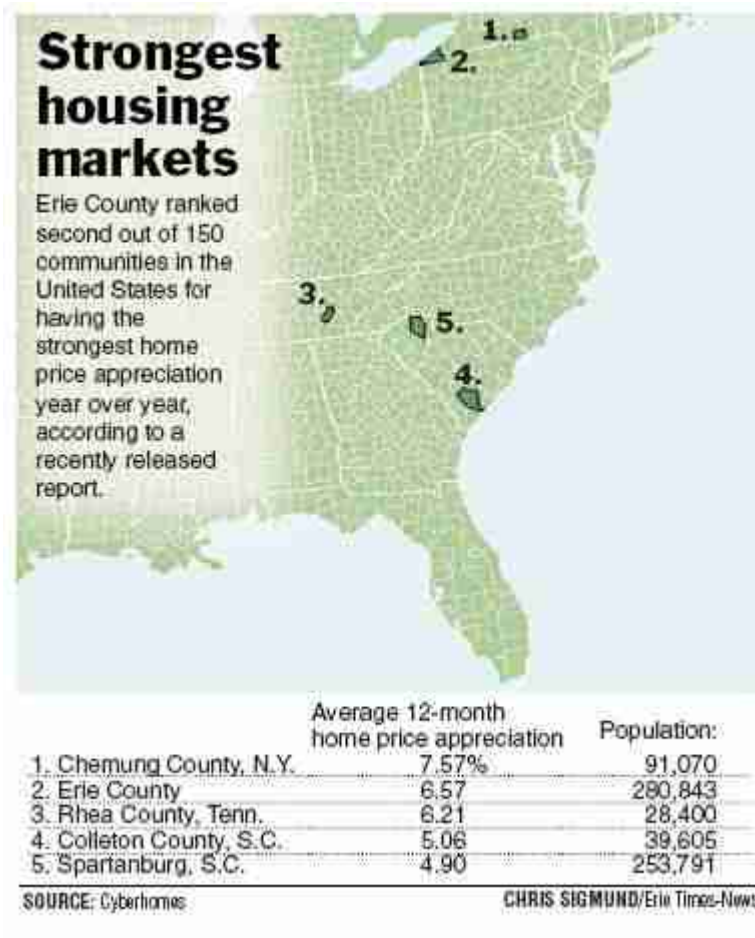 Strongest
housing
markets
Erie County ranked
second out of 150
communities in the
United States for
having the
strongest home
price appreciation
year over year,
according to a
recently released
report.
1.
2.
3.
5.
4.
Average 12-month
home price appreciation Population:
1. Chemung County, N.Y. 7.57% 91,070
2. Erie County 6.57 280,843
3. Rhea County, Tenn. 6.21 28,400
4. Colleton County, S.C. 5.06 39,605
5. Spartanburg, S.C. 4.90 253,791
SOURCE: Cyberhomes CHRIS SIGMUND/Erie Times-News